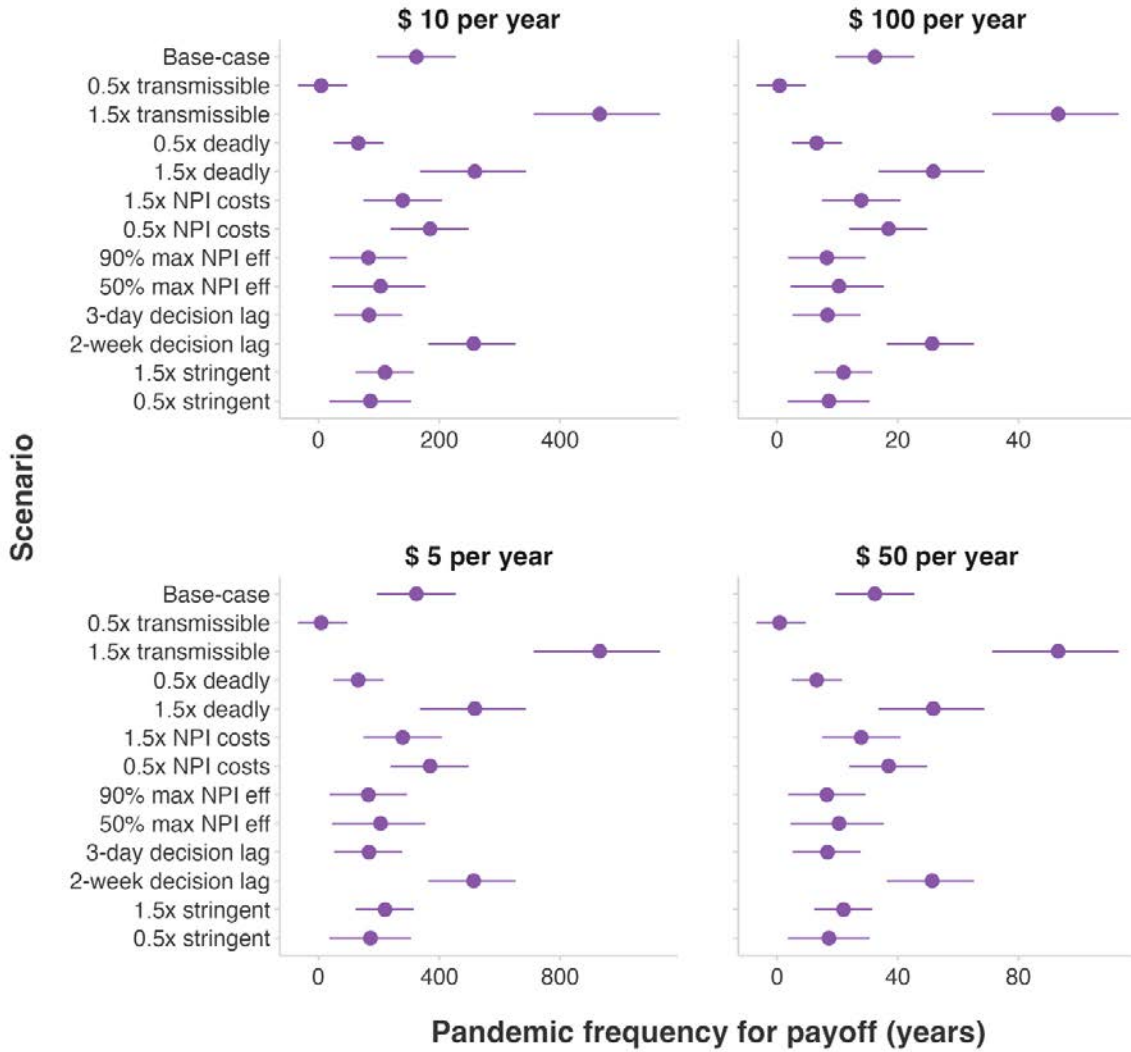 $ 10 per year
$ 100 per year
Base-case
0.5x transmissible
1.5x transmissible
0.5x deadly
1.5x deadly
1.5x NPI costs
0.5x NPI costs
90% max NPI eff
50% max NPI eff
3-day decision lag
2-week decision lag
1.5x stringent
0.5x stringent
0 200 400
0 20 40
Scenario
$ 5 per year
$ 50 per year
Base-case
0.5x transmissible
1.5x transmissible
0.5x deadly
1.5x deadly
1.5x NPI costs
0.5x NPI costs
90% max NPI eff
50% max NPI eff
3-day decision lag
2-week decision lag
1.5x stringent
0.5x stringent
0 400 800
0 40 80
Pandemic frequency for payoff (years)